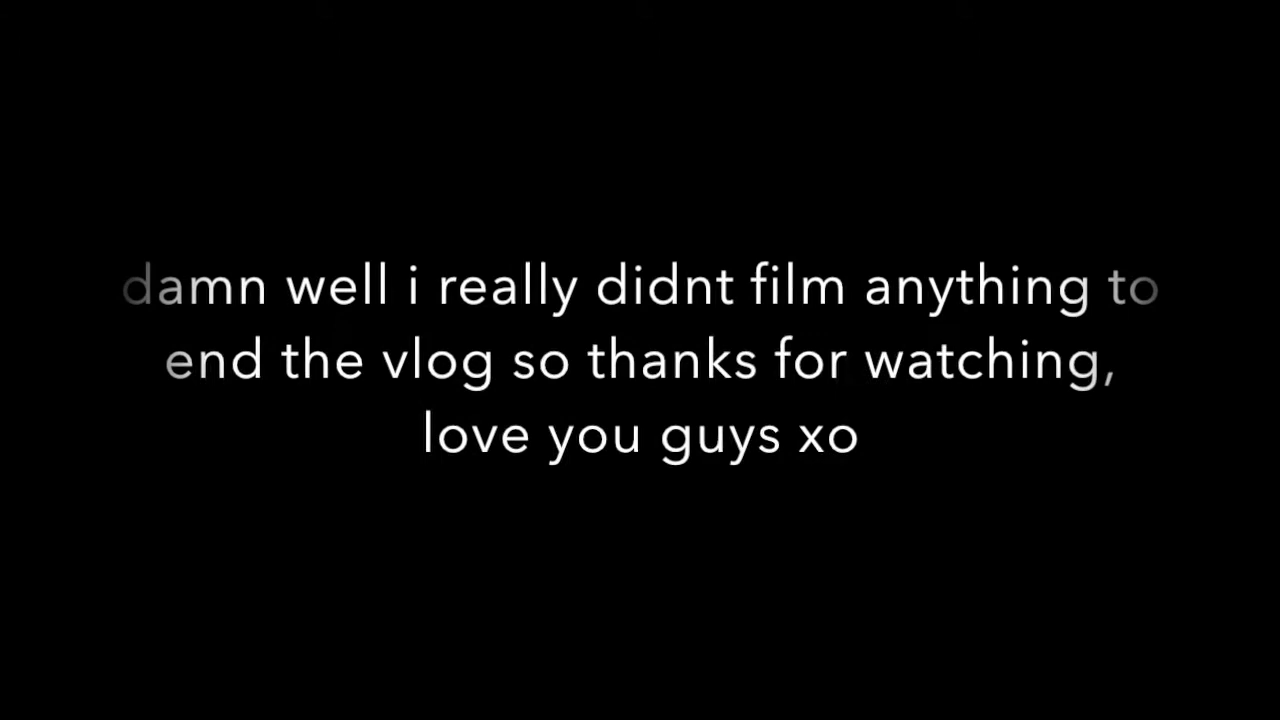 damn well i really didnt film anything to
end the vlog so thanks for watching,
love you guys xo